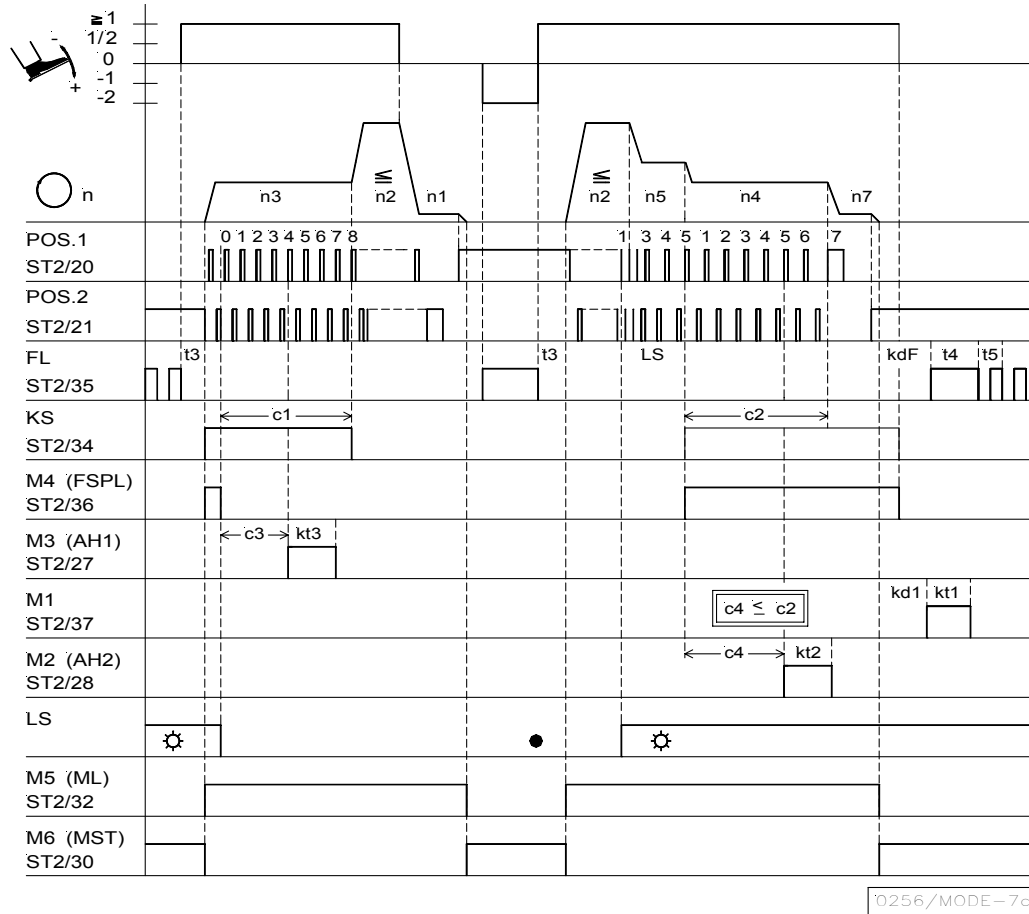 ≧1
- 1/2
0
-1
+ -2
n
n3 ≦ n2 n1 ≦ n2 n5 n4 n7
POS.1
ST2/20
0 1 2 3 4 5 6 7 8 1 3 4 5 1 2 3 4 5 6 7
POS.2
ST2/21
FL
ST2/35
t3 t3 LS kdF t4 t5
KS
ST2/34
c1 c2
M4 (FSPL)
ST2/36
M3 (AH1)
ST2/27
c3 kt3
M1
ST2/37
c4 ≤ c2
kd1 kt1
M2 (AH2)
ST2/28
c4 kt2
LS
M5 (ML)
ST2/32
M6 (MST)
ST2/30
0256/MODE-7c